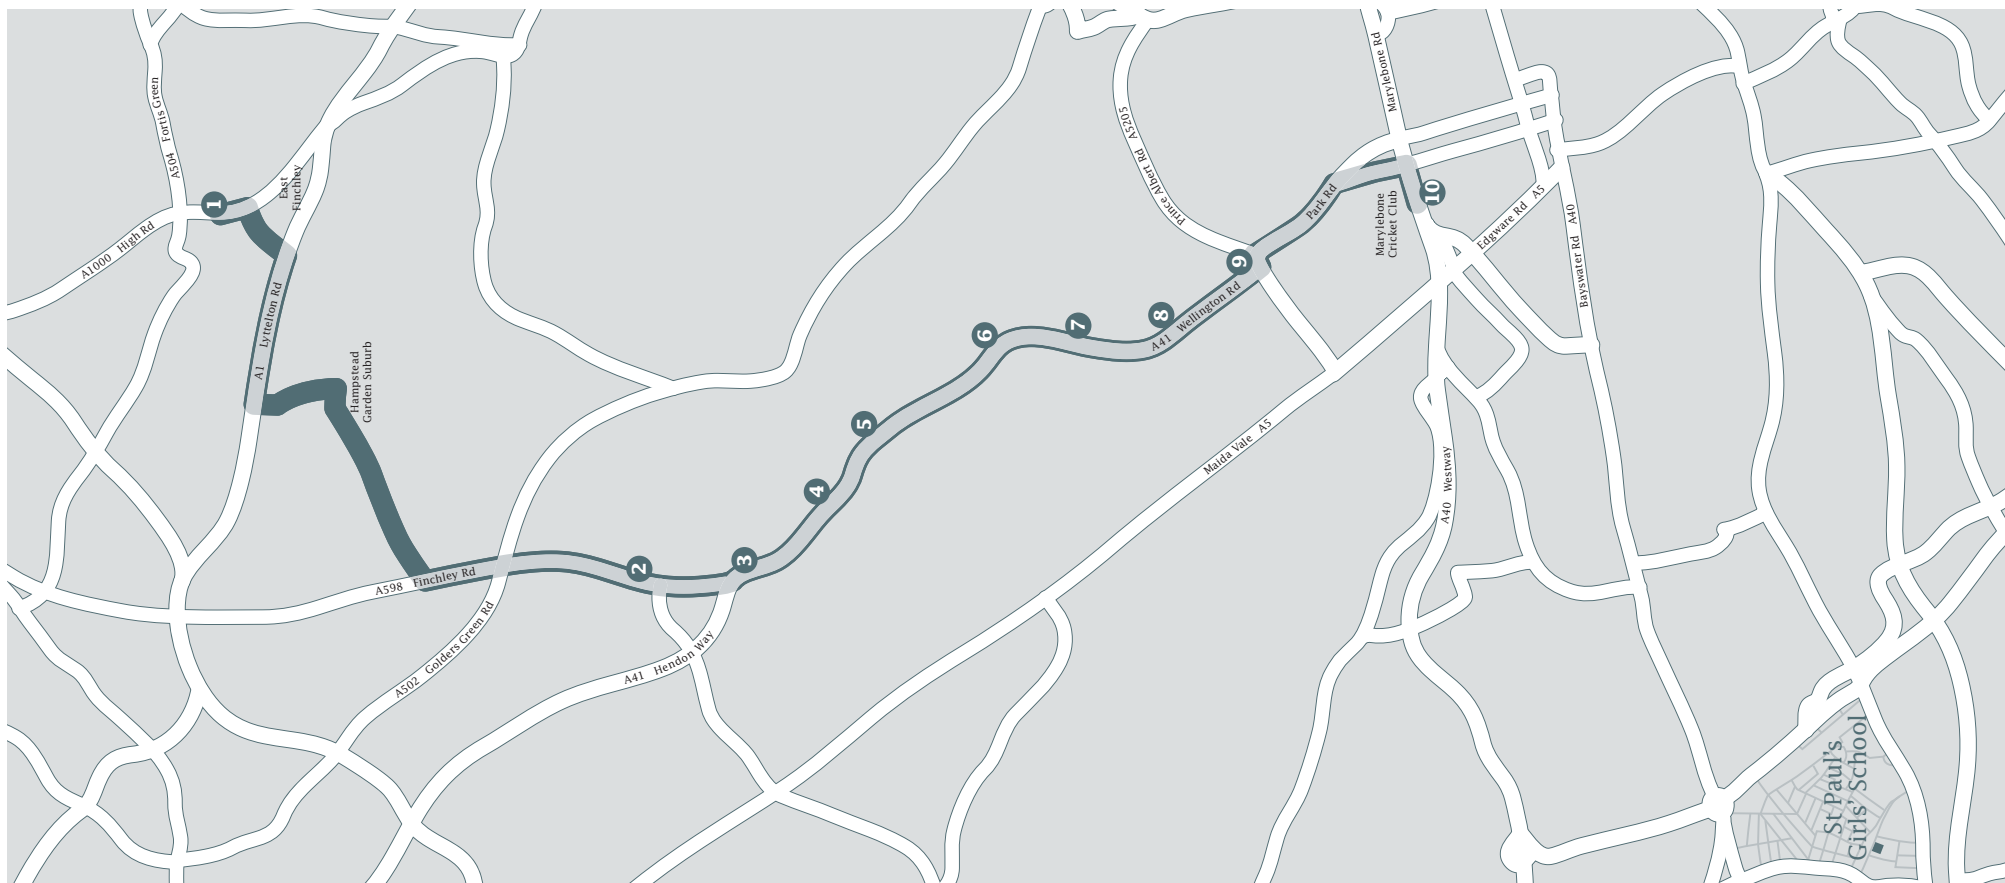 A504 Fortis Green
A1000 High Rd
1
East
Finchley
A1 Lyttelton Rd
Hampstead
Garden Suburb
A598 Finchley Rd
A502 Golders Green Rd
A41 Hendon Way
2
3
4
5
6
7
8
A41 Wellington Rd
9
Prince Albert Rd A5205
Park Rd
Marylebone Rd
Marylebone
Cricket Club
10
Edgware Rd A5
Bayswater Rd A40
Maida Vale A5
A40 Westway
St Paul's
Girls' School